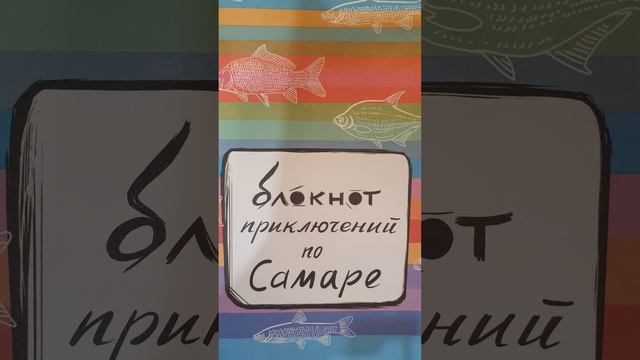 блокнот
приключений
по
Самаре